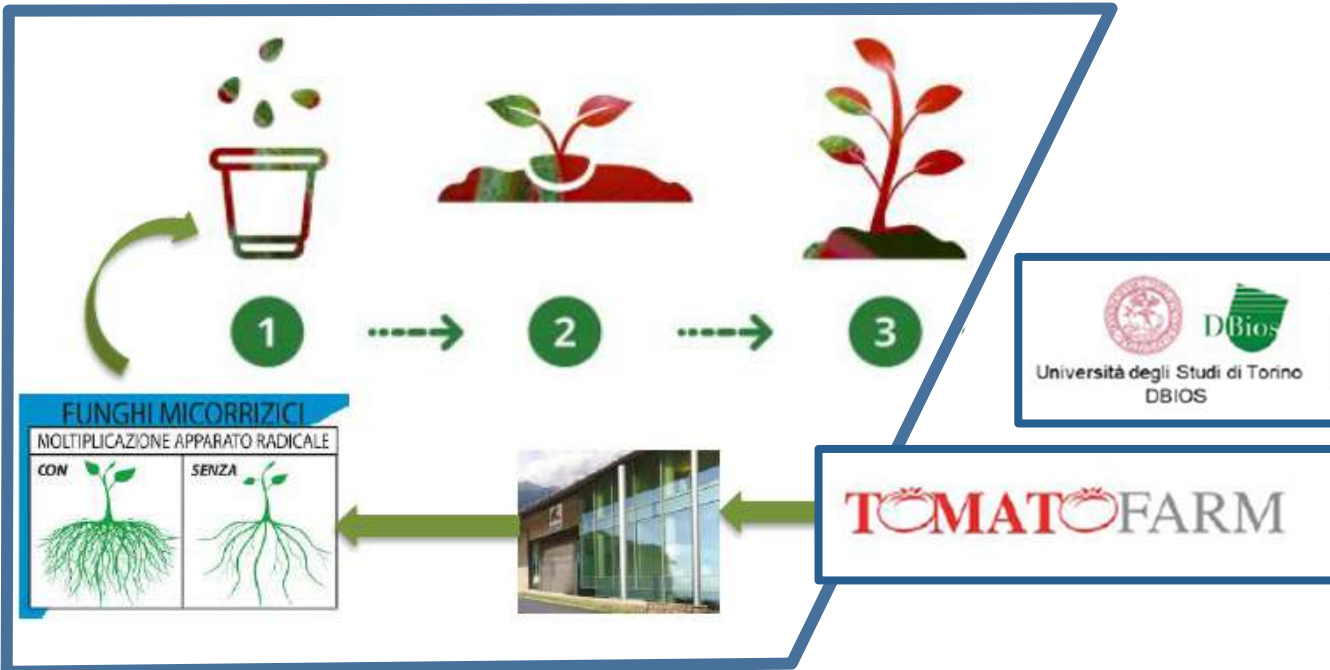 1
2
3
DBios
Università degli Studi di Torino
DBIOS
FUNGHI MICORRIZICI
MOLTIPLICAZIONE APPARATO RADICALE
CON
SENZA
TOMATOFARM